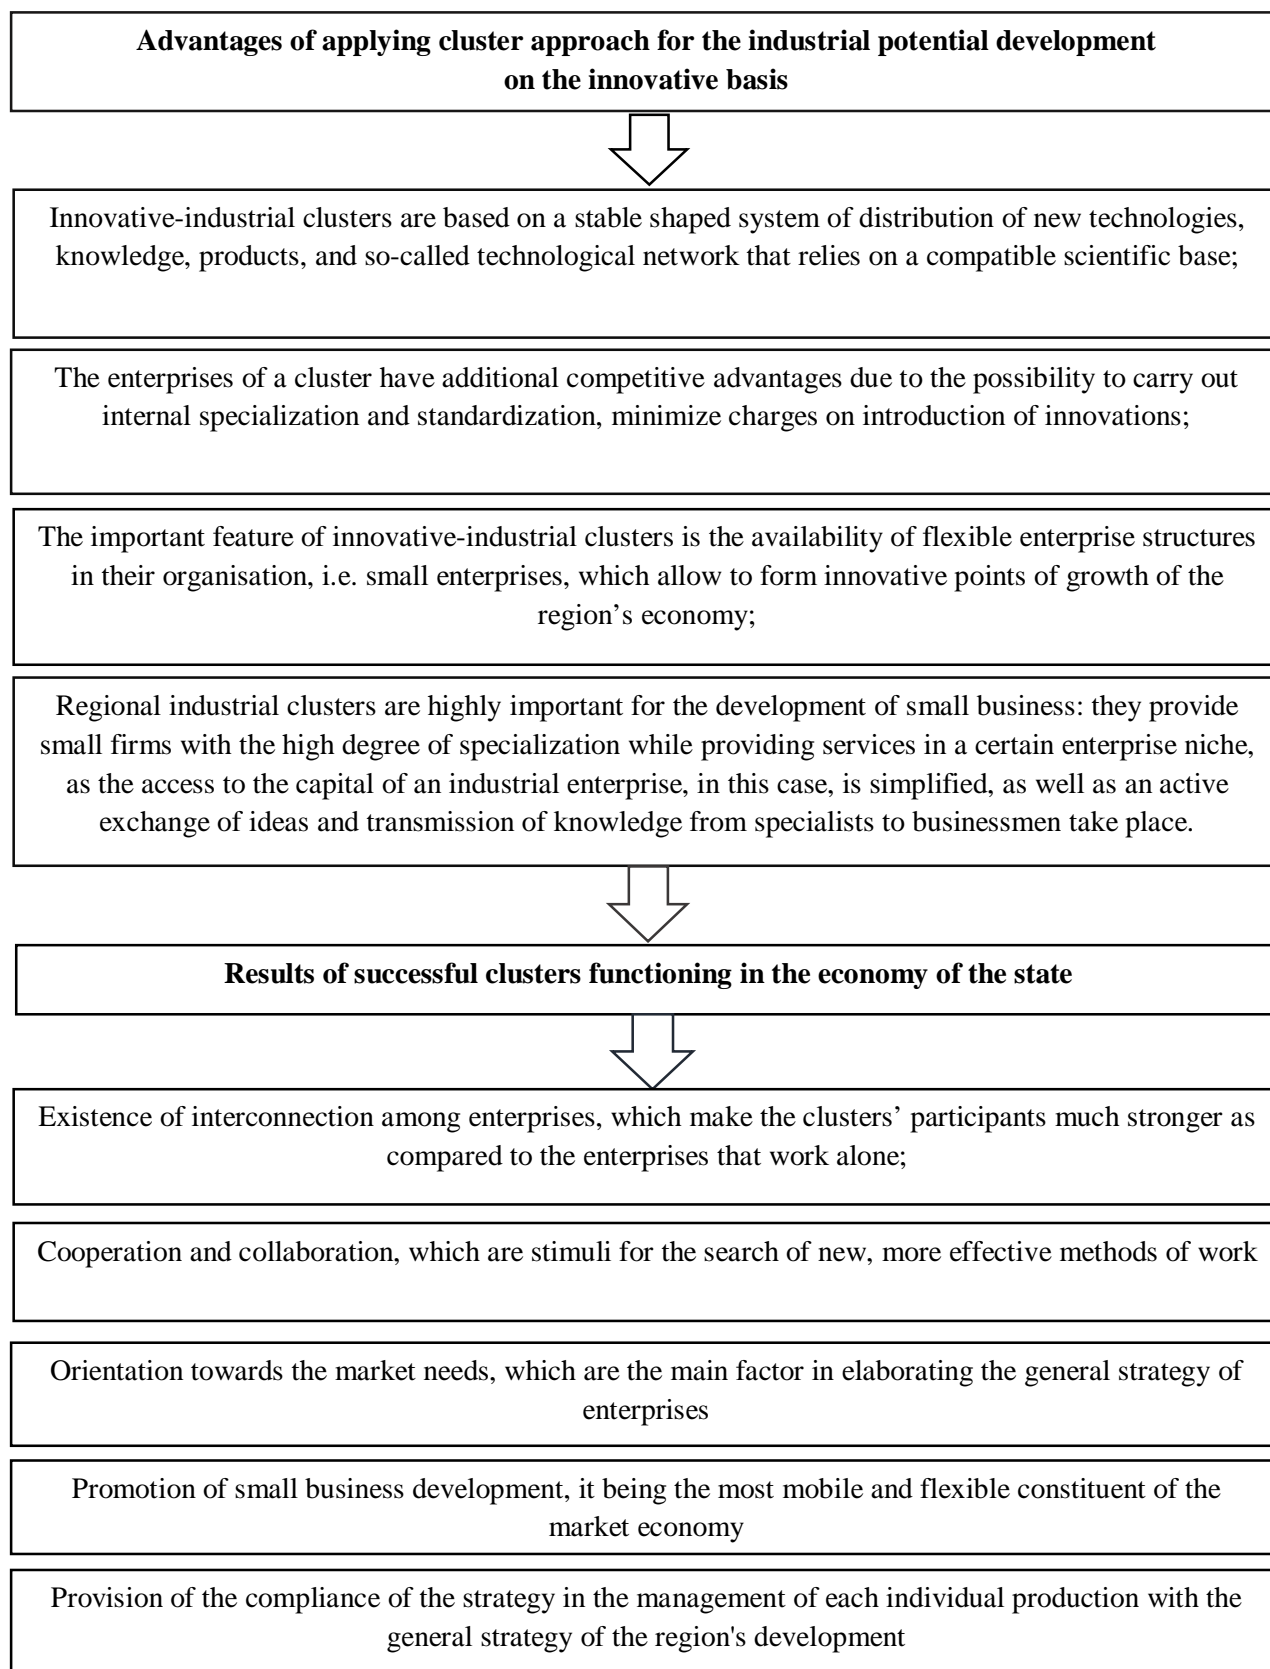 Advantages of applying cluster approach for the industrial potential development
on the innovative basis
Innovative-industrial clusters are based on a stable shaped system of distribution of new technologies,
knowledge, products, and so-called technological network that relies on a compatible scientific base;
The enterprises of a cluster have additional competitive advantages due to the possibility to carry out
internal specialization and standardization, minimize charges on introduction of innovations;
The important feature of innovative-industrial clusters is the availability of flexible enterprise structures
in their organisation, i.e. small enterprises, which allow to form innovative points of growth of the
region’s economy;
Regional industrial clusters are highly important for the development of small business: they provide
small firms with the high degree of specialization while providing services in a certain enterprise niche,
as the access to the capital of an industrial enterprise, in this case, is simplified, as well as an active
exchange of ideas and transmission of knowledge from specialists to businessmen take place.
Results of successful clusters functioning in the economy of the state
Existence of interconnection among enterprises, which make the clusters’ participants much stronger as
compared to the enterprises that work alone;
Cooperation and collaboration, which are stimuli for the search of new, more effective methods of work
Orientation towards the market needs, which are the main factor in elaborating the general strategy of
enterprises
Promotion of small business development, it being the most mobile and flexible constituent of the
market economy
Provision of the compliance of the strategy in the management of each individual production with the
general strategy of the region's development